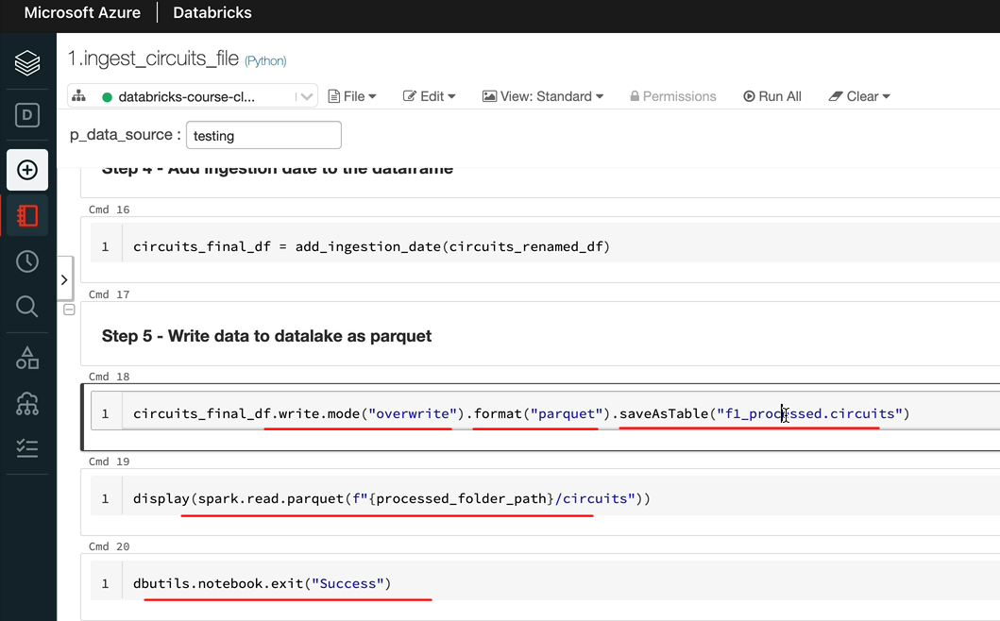 Microsoft Azure | Databricks
1.ingest_circuits_file (Python)
databricks-course-cl... File Edit View: Standard Permissions Run All Clear
p_data_source : testing
D
Step 4 - Add ingestion date to the dataframe
Cmd 16
1 circuits_final_df = add_ingestion_date(circuits_renamed_df)
Cmd 17
Step 5 - Write data to datalake as parquet
Cmd 18
1 circuits_final_df.write.mode("overwrite").format("parquet").saveAsTable("f1_processed.circuits")
Cmd 19
1 display(spark.read.parquet(f"{processed_folder_path}/circuits"))
Cmd 20
1 dbutils.notebook.exit("Success")